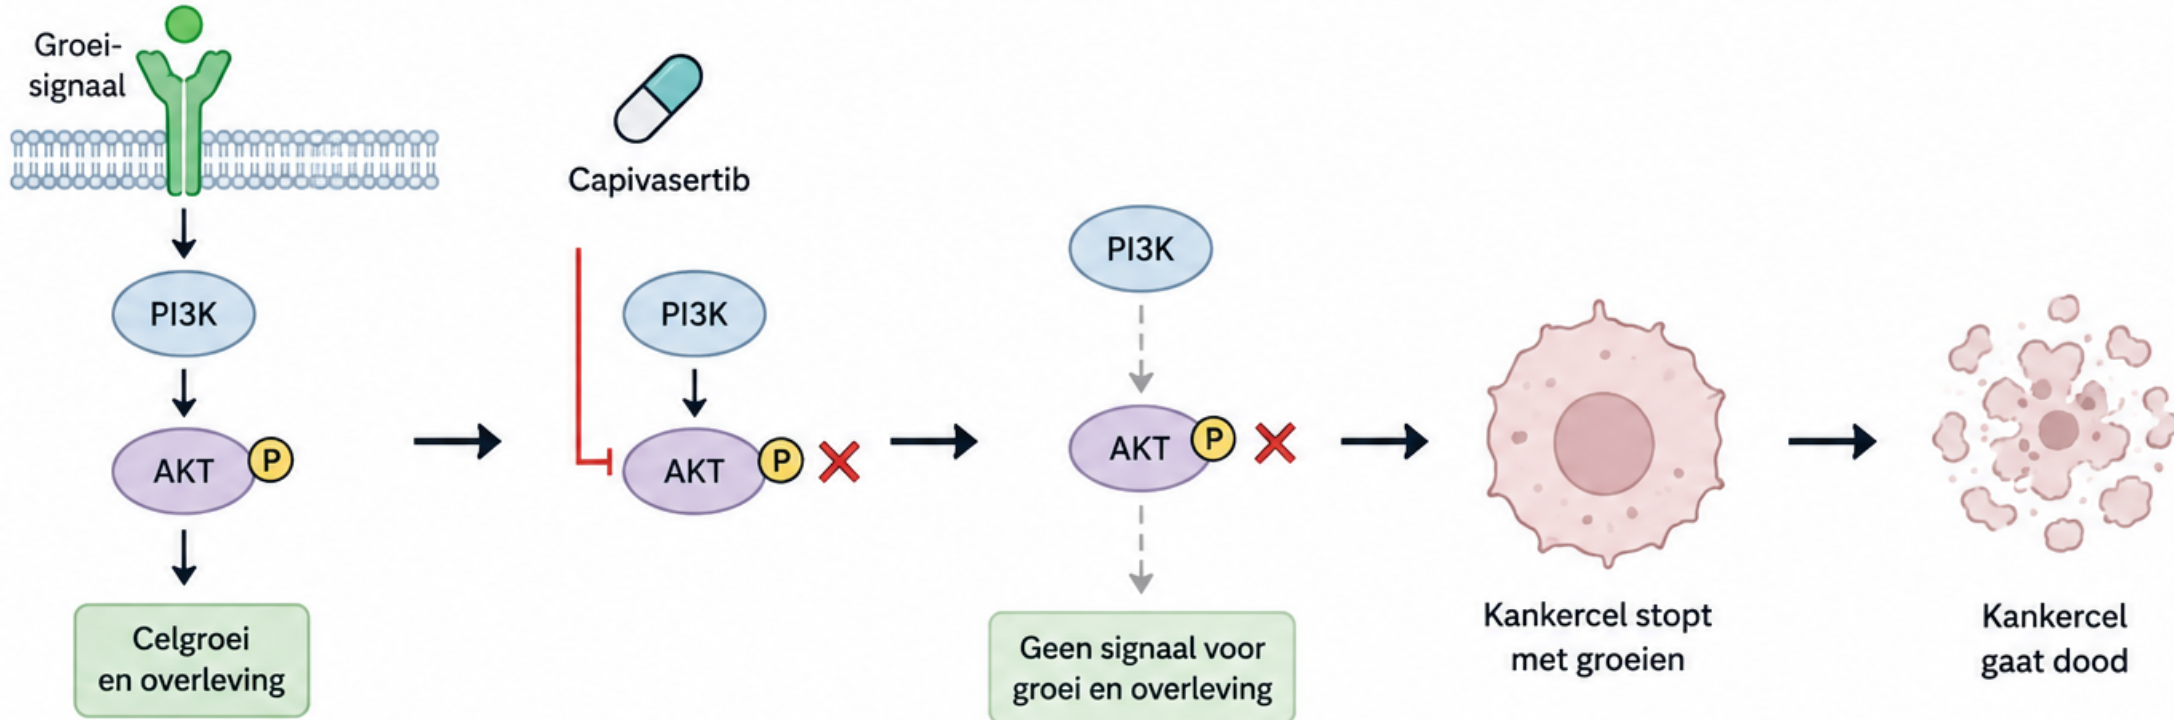 Groei-
signaal
PI3K
AKT
P
Celgroei
en overleving
Capivasertib
PI3K
AKT
P
PI3K
AKT
P
Geen signaal voor
groei en overleving
Kankercel stopt
met groeien
Kankercel
gaat dood